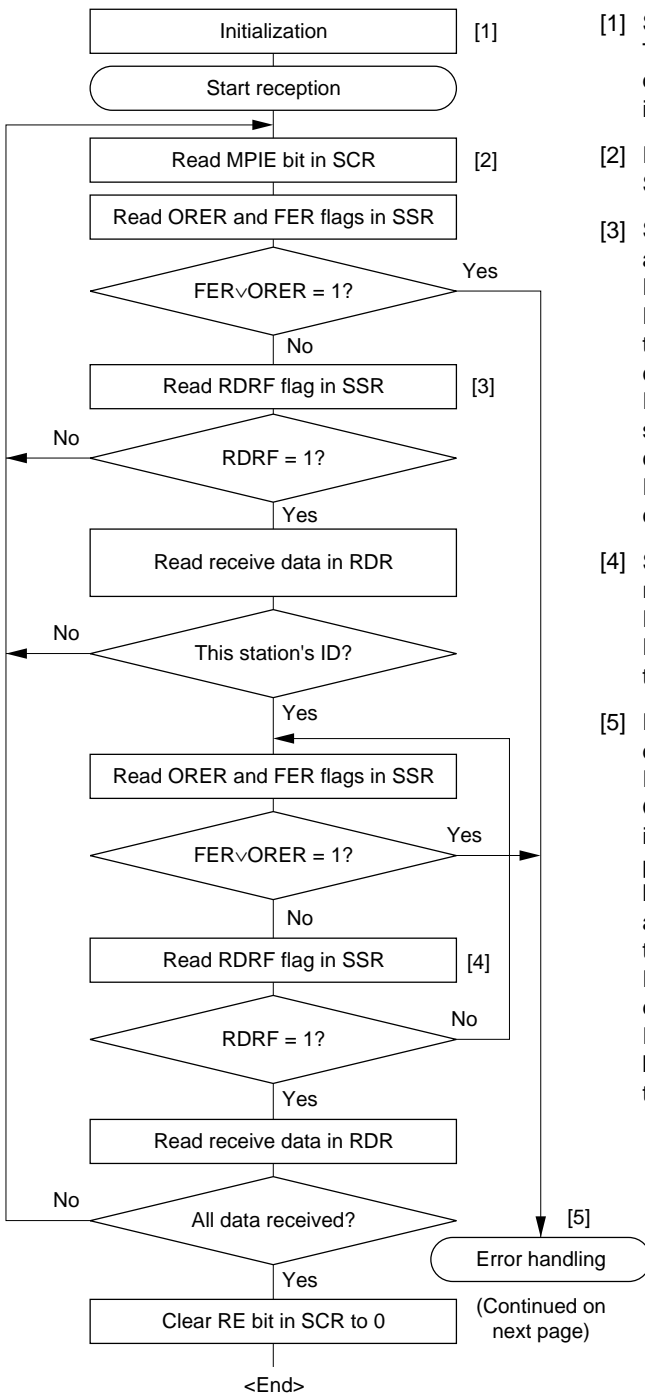 Initialization
[1]
Start reception
Read MPIE bit in SCR
[2]
Read ORER and FER flags in SSR
FER∨ORER = 1?
Yes
No
Read RDRF flag in SSR
[3]
No
RDRF = 1?
Yes
Read receive data in RDR
No
This station's ID?
Yes
Read ORER and FER flags in SSR
Yes
FER∨ORER = 1?
No
Read RDRF flag in SSR
[4]
No
RDRF = 1?
Yes
Read receive data in RDR
No
All data received?
[5]
Error handling
Yes
Clear RE bit in SCR to 0
(Continued on
next page)
<End>
[1]
[2]
[3]
[4]
[5]